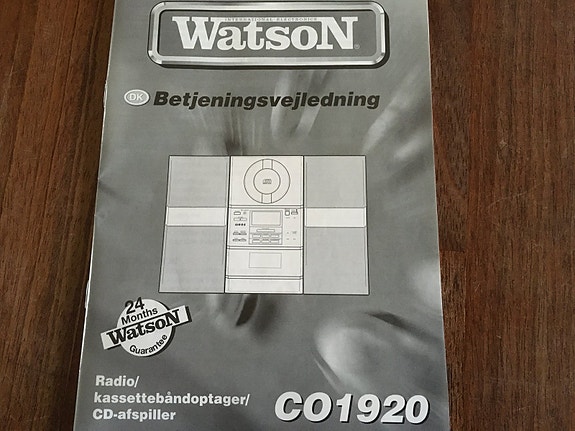 INTERNATIONAL ELECTRONICS
WatsoN®
DK Betjeningsvejledning
24
Months
WatsoN
Guarantee
Radio/
kassettebåndoptager/
CD-afspiller
CO1920